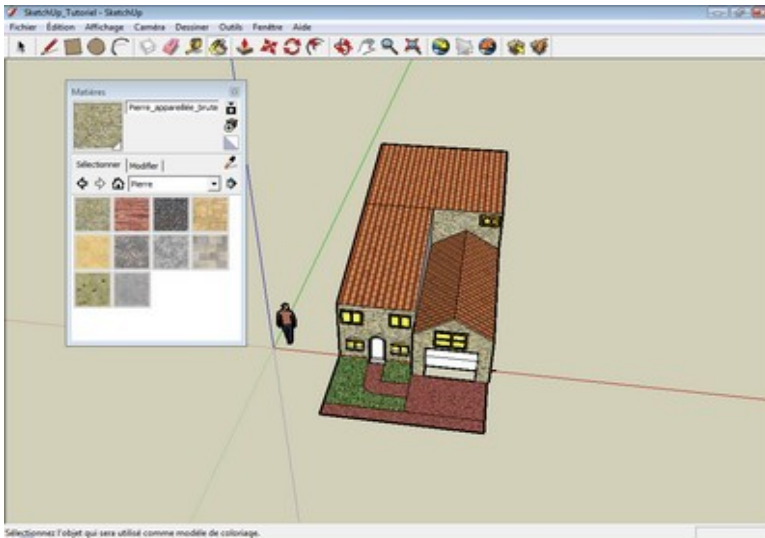 SketchUp_Tutoriel - SketchUp
Fichier Édition Affichage Caméra Dessiner Outils Fenêtre Aide
Matières
Pierre_appareillée_brute
Sélectionner Modifier
Pierre
Sélectionnez l'objet qui sera utilisé comme modèle de coloriage.